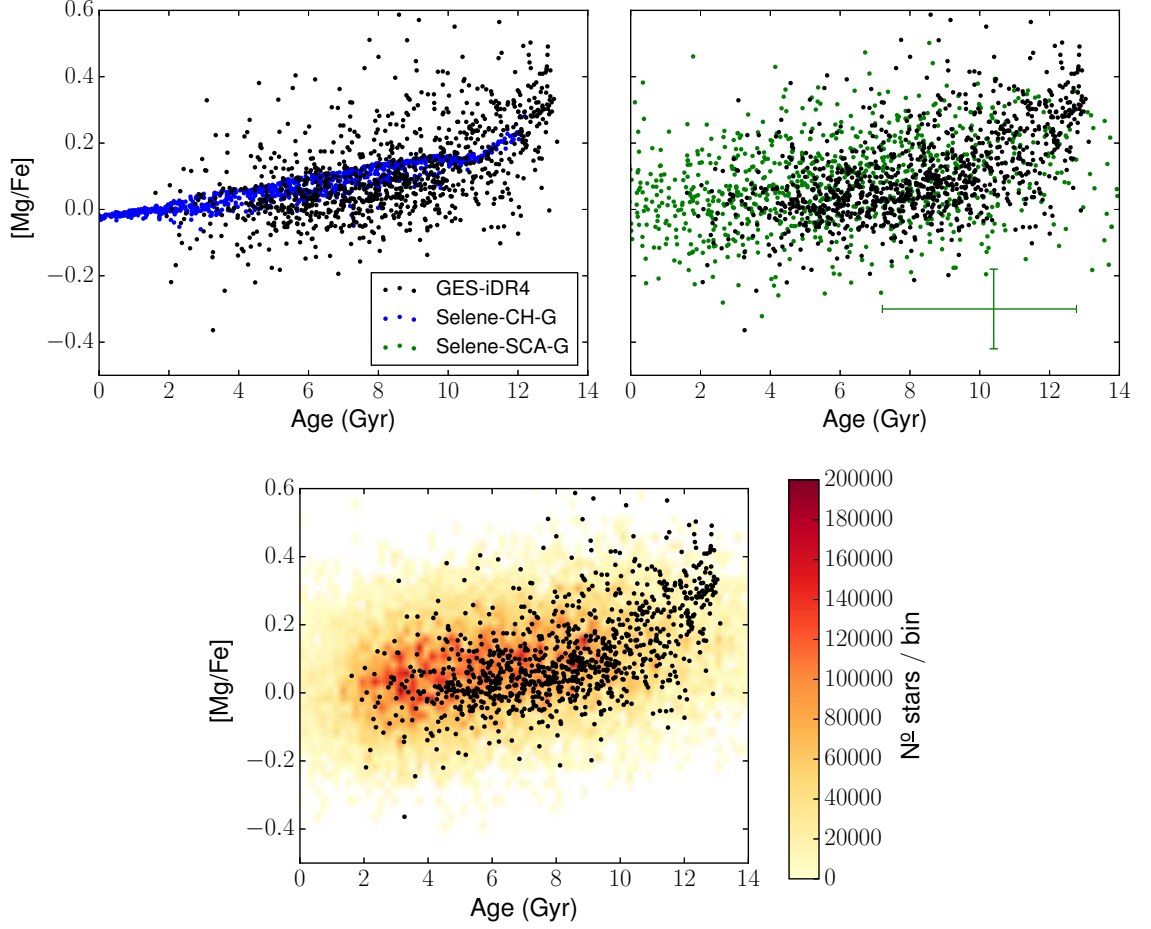 0.6
0.4
0.2
0.0
−0.2
−0.4
[Mg/Fe]
GES-iDR4
Selene-CH-G
Selene-SCA-G
0 2 4 6 8 10 12 14
Age (Gyr)
0 2 4 6 8 10 12 14
Age (Gyr)
0.6
0.4
0.2
0.0
−0.2
−0.4
[Mg/Fe]
0 2 4 6 8 10 12 14
Age (Gyr)
200000
180000
160000
140000
120000
100000
80000
60000
40000
20000
0
Nº stars / bin